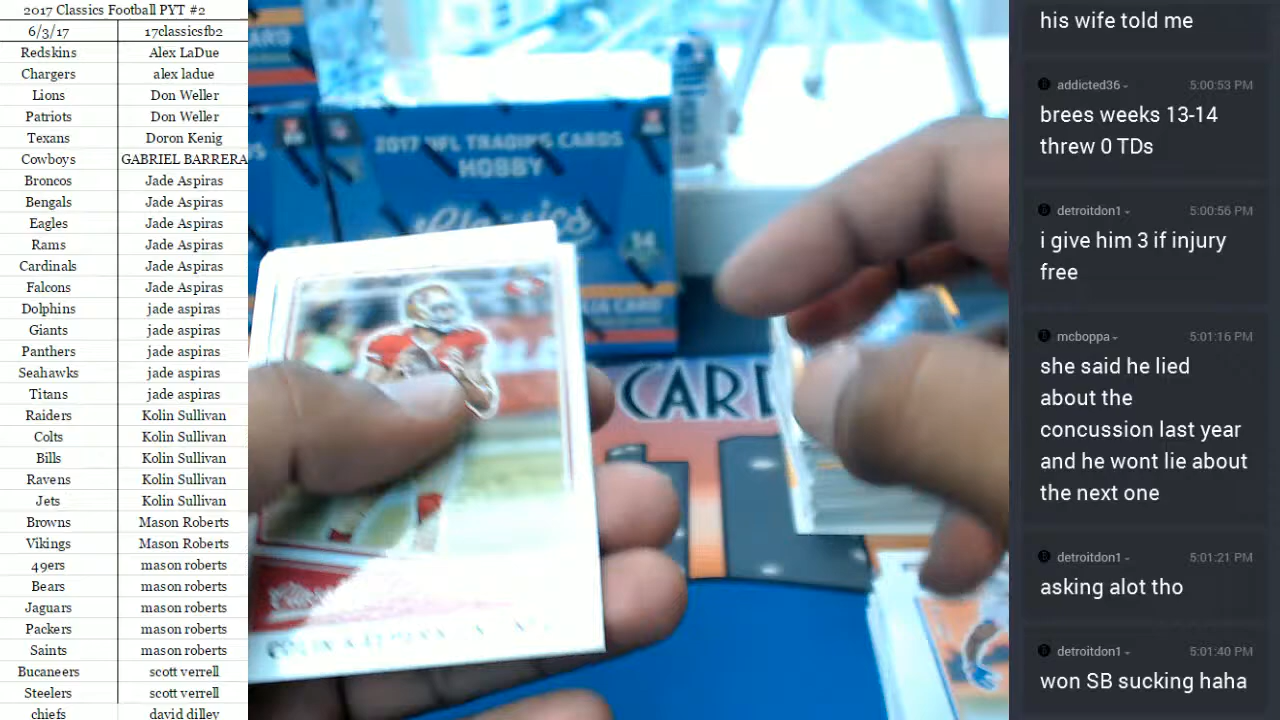 2017 Classics Football PYT #2
6/3/17 17classicsfb2
Redskins Alex LaDue
Chargers alex ladue
Lions Don Weller
Patriots Don Weller
Texans Doron Kenig
Cowboys GABRIEL BARRERA
Broncos Jade Aspiras
Bengals Jade Aspiras
Eagles Jade Aspiras
Rams Jade Aspiras
Cardinals Jade Aspiras
Falcons Jade Aspiras
Dolphins jade aspiras
Giants jade aspiras
Panthers jade aspiras
Seahawks jade aspiras
Titans jade aspiras
Raiders Kolin Sullivan
Colts Kolin Sullivan
Bills Kolin Sullivan
Ravens Kolin Sullivan
Jets Kolin Sullivan
Browns Mason Roberts
Vikings Mason Roberts
49ers mason roberts
Bears mason roberts
Jaguars mason roberts
Packers mason roberts
Saints mason roberts
Bucaneers scott verrell
Steelers scott verrell
chiefs david dilley
2017 NFL TRADING CARDS
HOBBY
Classics
14
CARD
CARD
his wife told me
addicted36 5:00:53 PM
brees weeks 13-14
threw 0 TDs
detroitdon1 5:00:56 PM
i give him 3 if injury
free
mcboppa 5:01:16 PM
she said he lied
about the
concussion last year
and he wont lie about
the next one
detroitdon1 5:01:21 PM
asking alot tho
detroitdon1 5:01:40 PM
won SB sucking haha